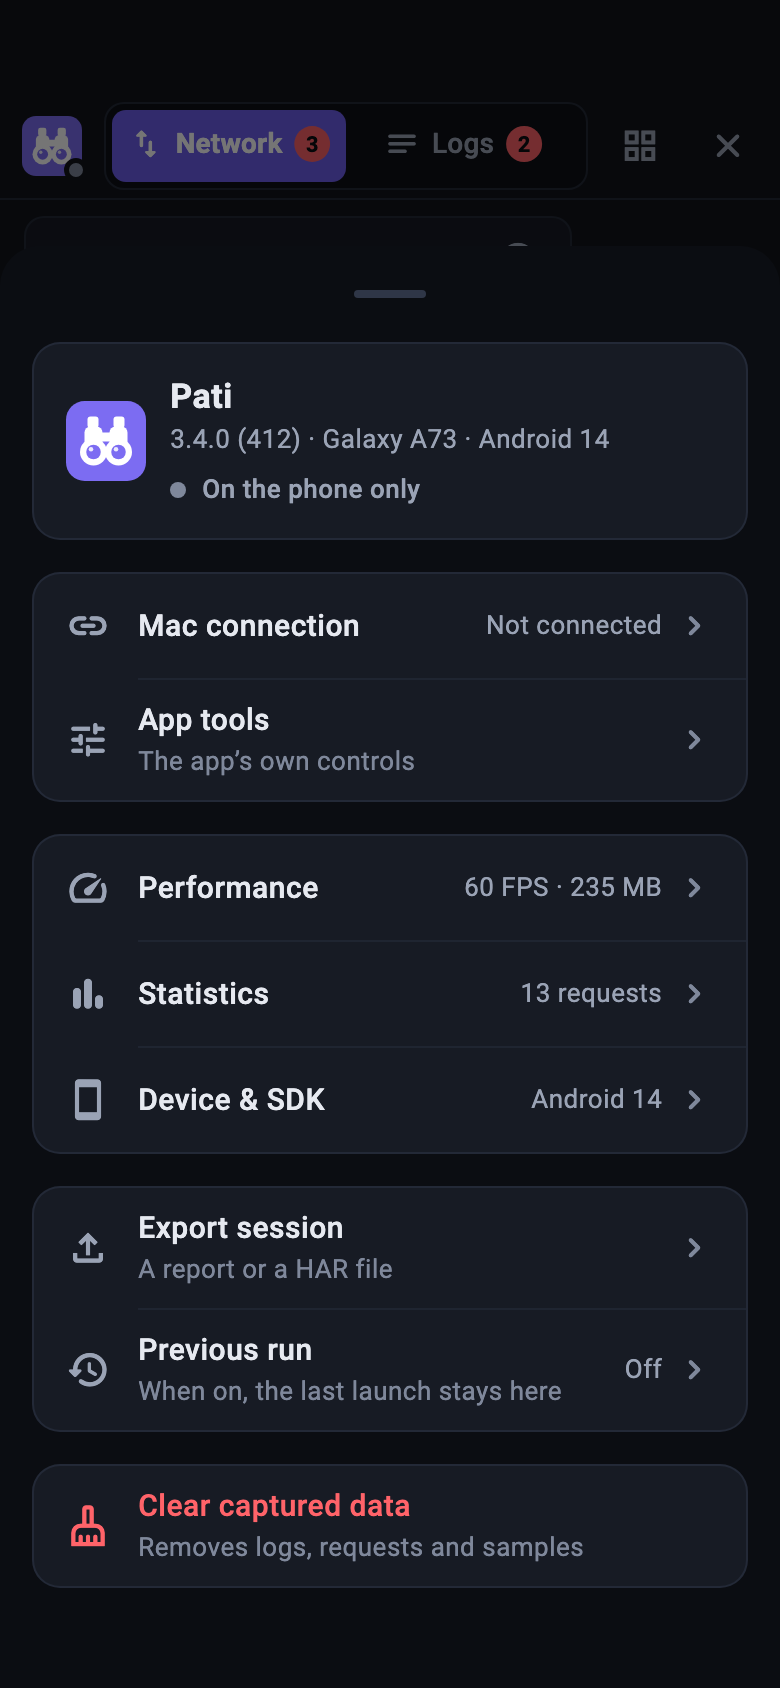 Network 3
Logs 2
Pati
3.4.0 (412) · Galaxy A73 · Android 14
On the phone only
Mac connection
Not connected
App tools
The app’s own controls
Performance
60 FPS · 235 MB
Statistics
13 requests
Device & SDK
Android 14
Export session
A report or a HAR file
Previous run
When on, the last launch stays here
Off
Clear captured data
Removes logs, requests and samples